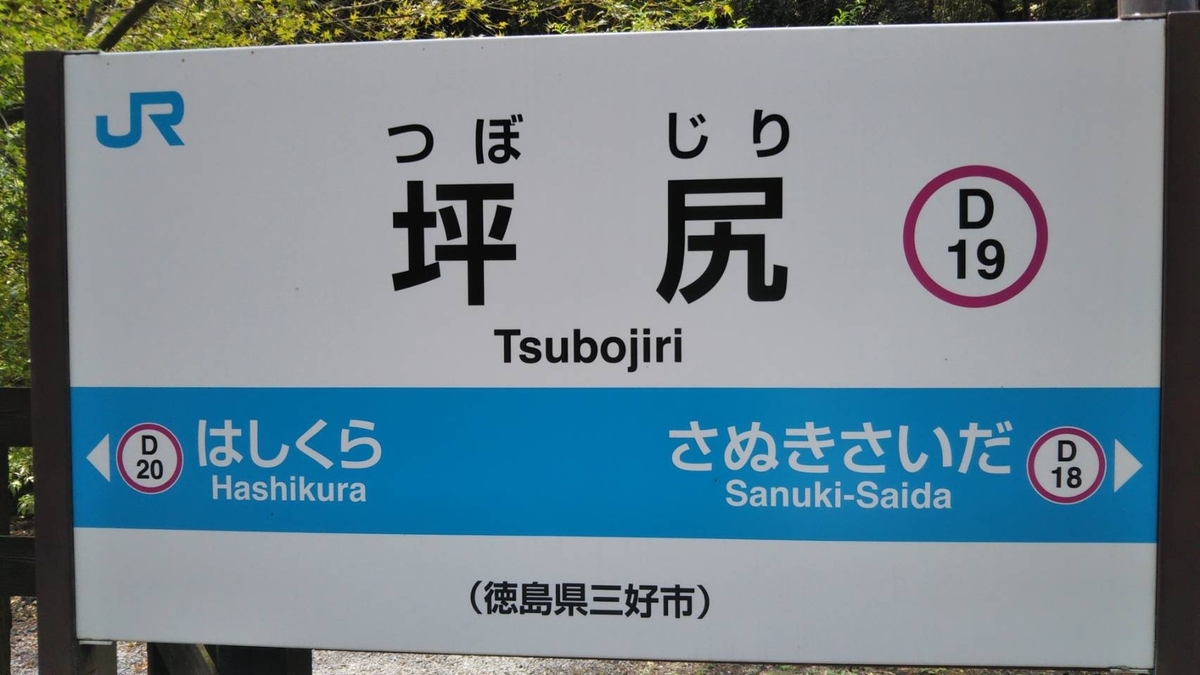 JR
つぼ じり
坪 尻
D
19
Tsubojiri
D
20
はしくら
Hashikura
さぬきさいだ
Sanuki-Saida
D
18
(徳島県三好市)